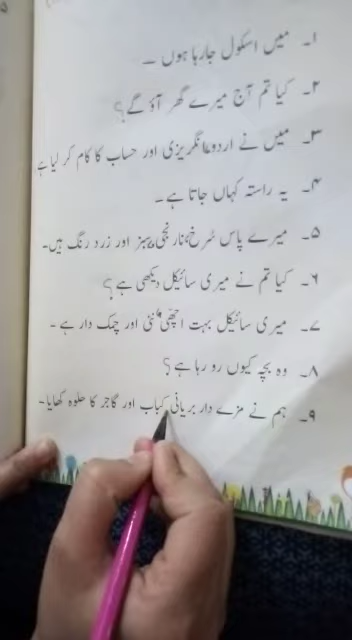 ۱۔ میں اسکول جارہا ہوں ۔
۲۔ کیا تم آج میرے گھر آؤ گے؟
۳۔ میں نے اردو، انگریزی اور حساب کا کام کر لیا ہے
۴۔ یہ راستہ کہاں جاتا ہے ۔
۵۔ میرے پاس سُرخ، نارنجی، سبز اور زرد رنگ ہیں۔
۶۔ کیا تم نے میری سائیکل دیکھی ہے؟
۷۔ میری سائیکل بہت اچھی، نئی اور چمک دار ہے ۔
۸۔ وہ بچہ کیوں رو رہا ہے؟
۹۔ ہم نے مزے دار بریانی، کباب اور گاجر کا حلوہ کھایا۔